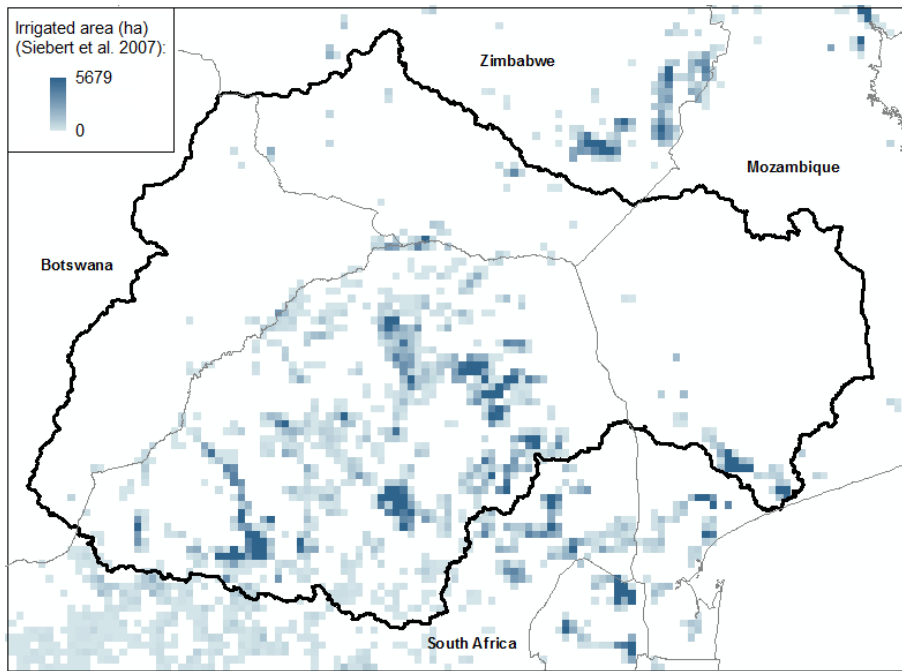 Irrigated area (ha)
(Siebert et al. 2007):
5679
0
Zimbabwe
Mozambique
Botswana
South Africa